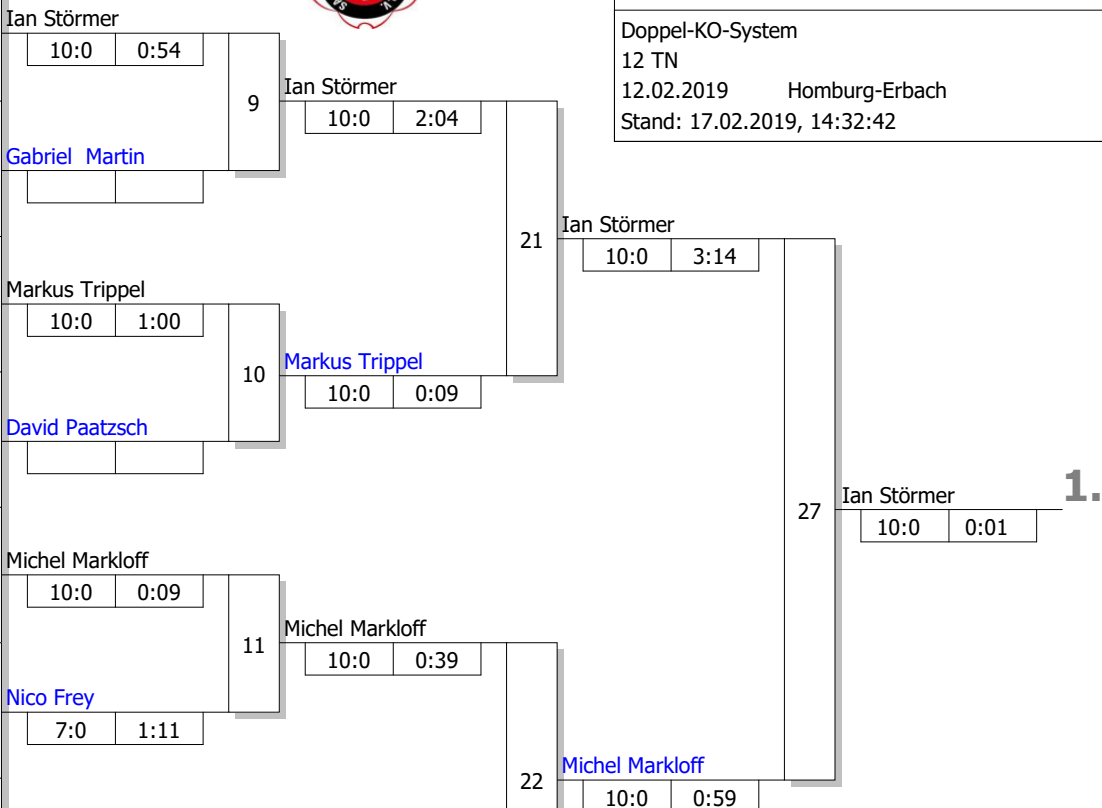 Doppel-KO-System
12 TN
12.02.2019 Homburg-Erbach
Stand: 17.02.2019, 14:32:42
Ian Störmer
10:0 0:54
9
Gabriel Martin
Ian Störmer
10:0 2:04
21
Markus Trippel
10:0 1:00
10
David Paatzsch
Markus Trippel
10:0 0:09
Ian Störmer
10:0 3:14
27
Michel Markloff
10:0 0:09
11
Nico Frey
7:0 1:11
Michel Markloff
10:0 0:39
22
Michel Markloff
10:0 0:59
Ian Störmer
10:0 0:01
1.